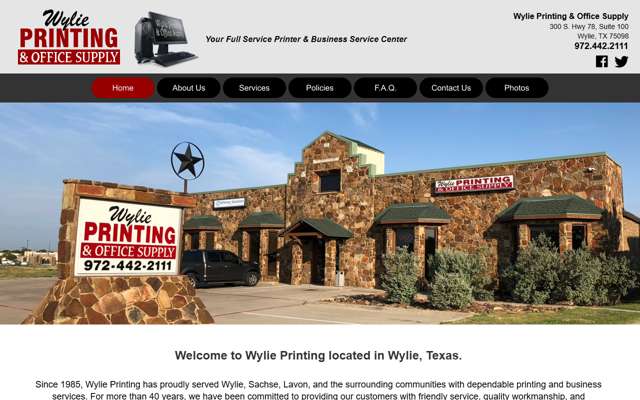 Wylie
PRINTING
& OFFICE SUPPLY
Your Full Service Printer & Business Service Center
Wylie Printing & Office Supply
300 S. Hwy 78, Suite 100
Wylie, TX 75098
972.442.2111
Home
About Us
Services
Policies
F.A.Q.
Contact Us
Photos
Wylie
PRINTING
& OFFICE SUPPLY
972-442-2111
Wylie PRINTING
& OFFICE SUPPLY
Welcome to Wylie Printing located in Wylie, Texas.
Since 1985, Wylie Printing has proudly served Wylie, Sachse, Lavon, and the surrounding communities with dependable printing and business
services. For more than 40 years, we have been committed to providing our customers with friendly service, quality workmanship, and